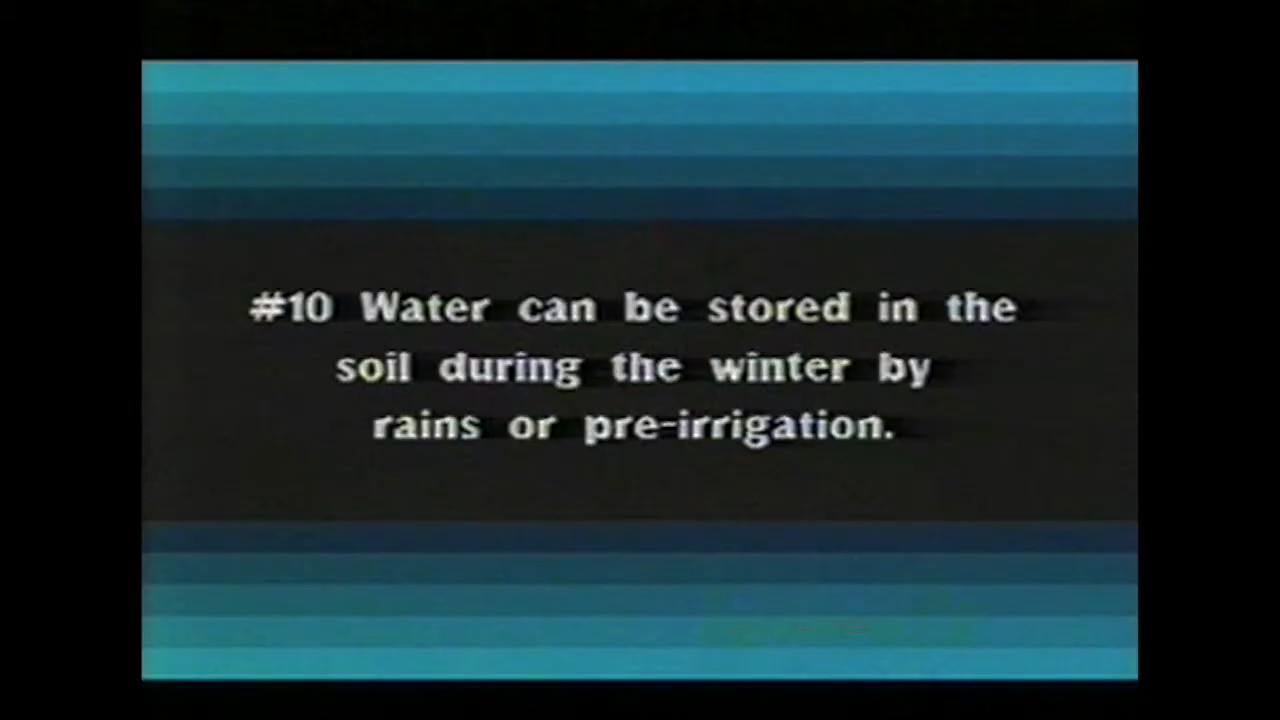 #10 Water can be stored in the
soil during the winter by
rains or pre-irrigation.